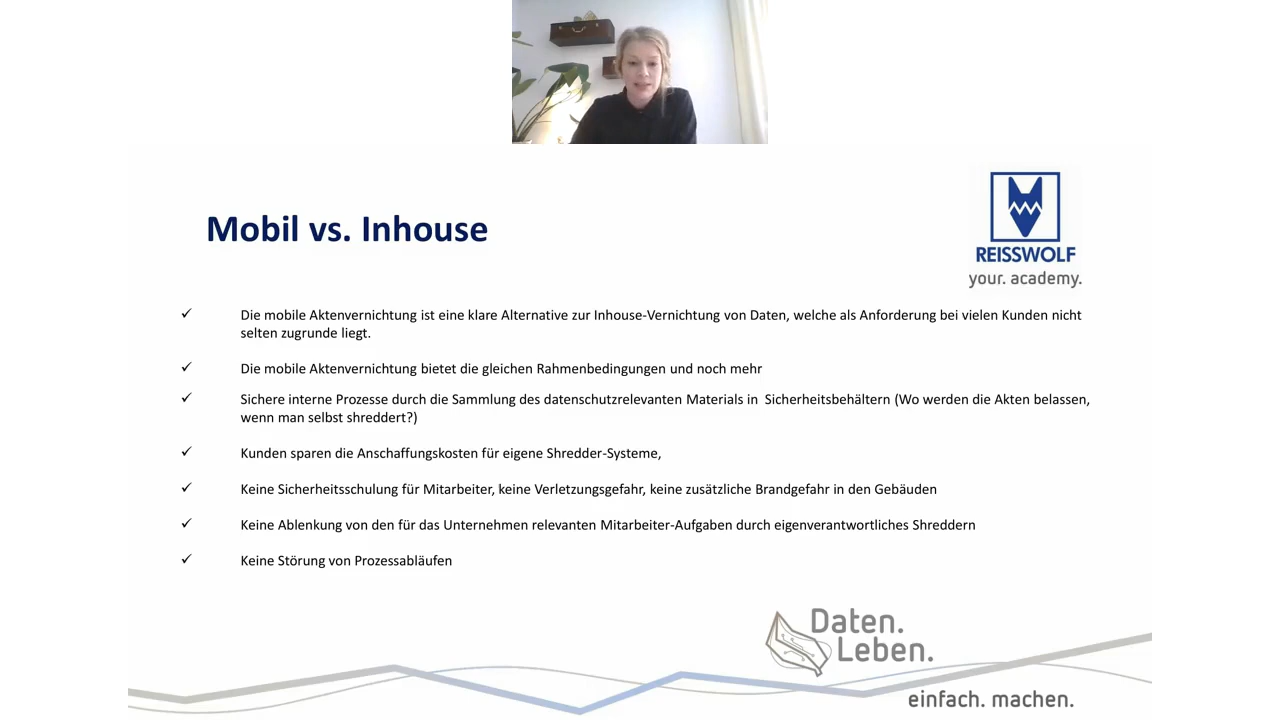 Mobil vs. Inhouse
REISSWOLF
your. academy.
✓ Die mobile Aktenvernichtung ist eine klare Alternative zur Inhouse-Vernichtung von Daten, welche als Anforderung bei vielen Kunden nicht
selten zugrunde liegt.
✓ Die mobile Aktenvernichtung bietet die gleichen Rahmenbedingungen und noch mehr
✓ Sichere interne Prozesse durch die Sammlung des datenschutzrelevanten Materials in Sicherheitsbehältern (Wo werden die Akten belassen,
wenn man selbst shreddert?)
✓ Kunden sparen die Anschaffungskosten für eigene Shredder-Systeme,
✓ Keine Sicherheitsschulung für Mitarbeiter, keine Verletzungsgefahr, keine zusätzliche Brandgefahr in den Gebäuden
✓ Keine Ablenkung von den für das Unternehmen relevanten Mitarbeiter-Aufgaben durch eigenverantwortliches Shreddern
✓ Keine Störung von Prozessabläufen
Daten.
Leben.
einfach. machen.